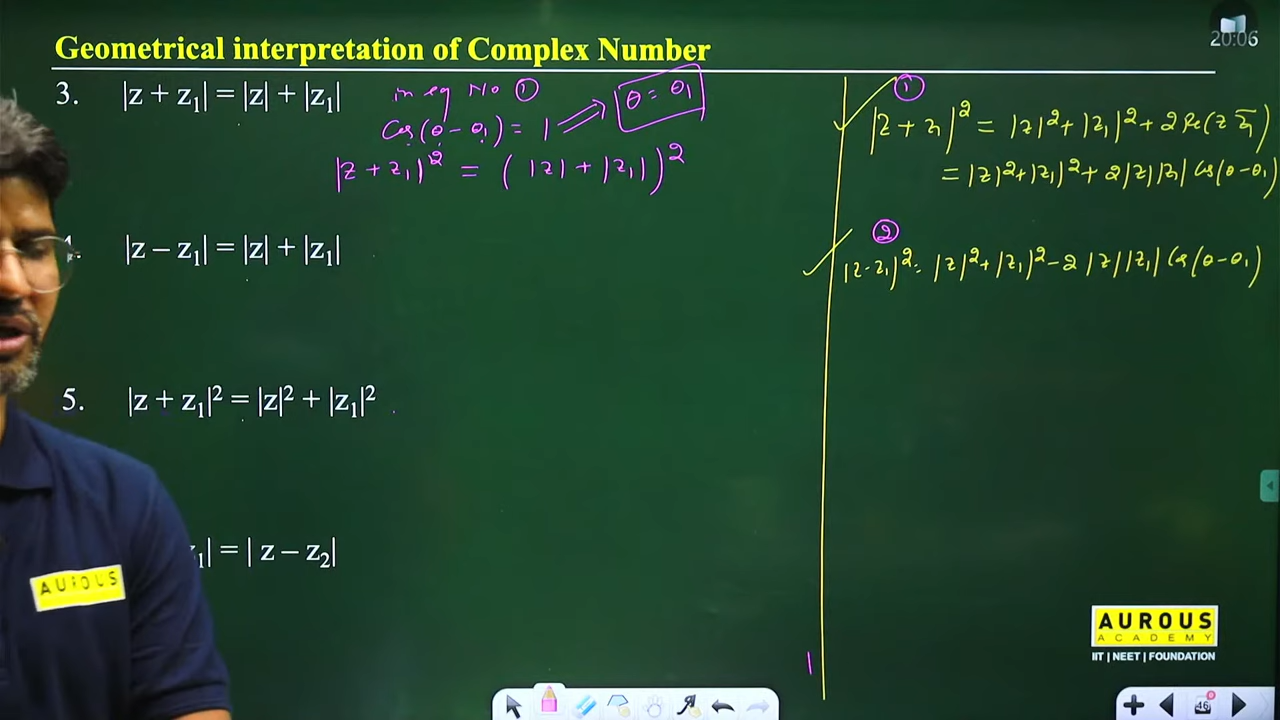 20:06
Geometrical interpretation of Complex Number
3. |z + z₁| = |z| + |z₁|
in eq No ①
Cos(θ - θ₁) = 1 ⟹ θ = θ₁
|z + z₁|² = (|z| + |z₁|)²
4. |z − z₁| = |z| + |z₁|
5. |z + z₁|² = |z|² + |z₁|²
z₁| = | z − z₂|
①
|z + z₁|² = |z|² + |z₁|² + 2 Re(z z̄₁)
= |z|² + |z₁|² + 2|z||z₁| Cos(θ - θ₁)
②
|z - z₁|² = |z|² + |z₁|² - 2|z||z₁| Cos(θ - θ₁)
AUROUS
AUROUS
ACADEMY
IIT | NEET | FOUNDATION
46